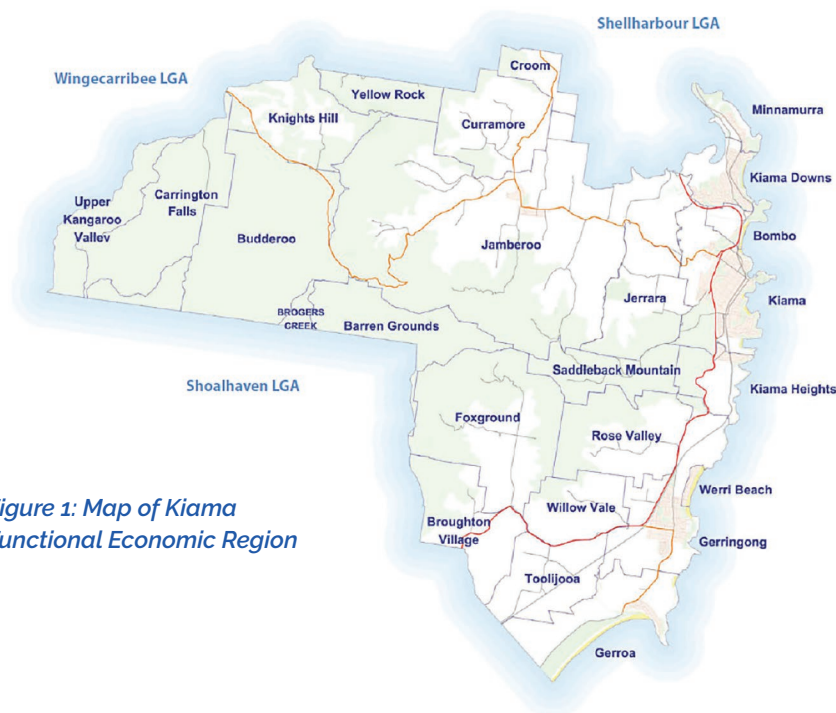 Shellharbour LGA
Croom
Wingecarribee LGA
Yellow Rock
Minnamurra
Knights Hill
Curramore
Kiama Downs
Upper
Kangaroo
Valley
Carrington
Falls
Budderoo
Jamberoo
Bombo
Jerrara
Kiama
BROGERS
CREEK
Barren Grounds
Saddleback Mountain
Shoalhaven LGA
Kiama Heights
Foxground
Rose Valley
Werri Beach
igure 1: Map of Kiama
unctional Economic Region
Willow Vale
Broughton
Village
Gerringong
Toolijooa
Gerroa